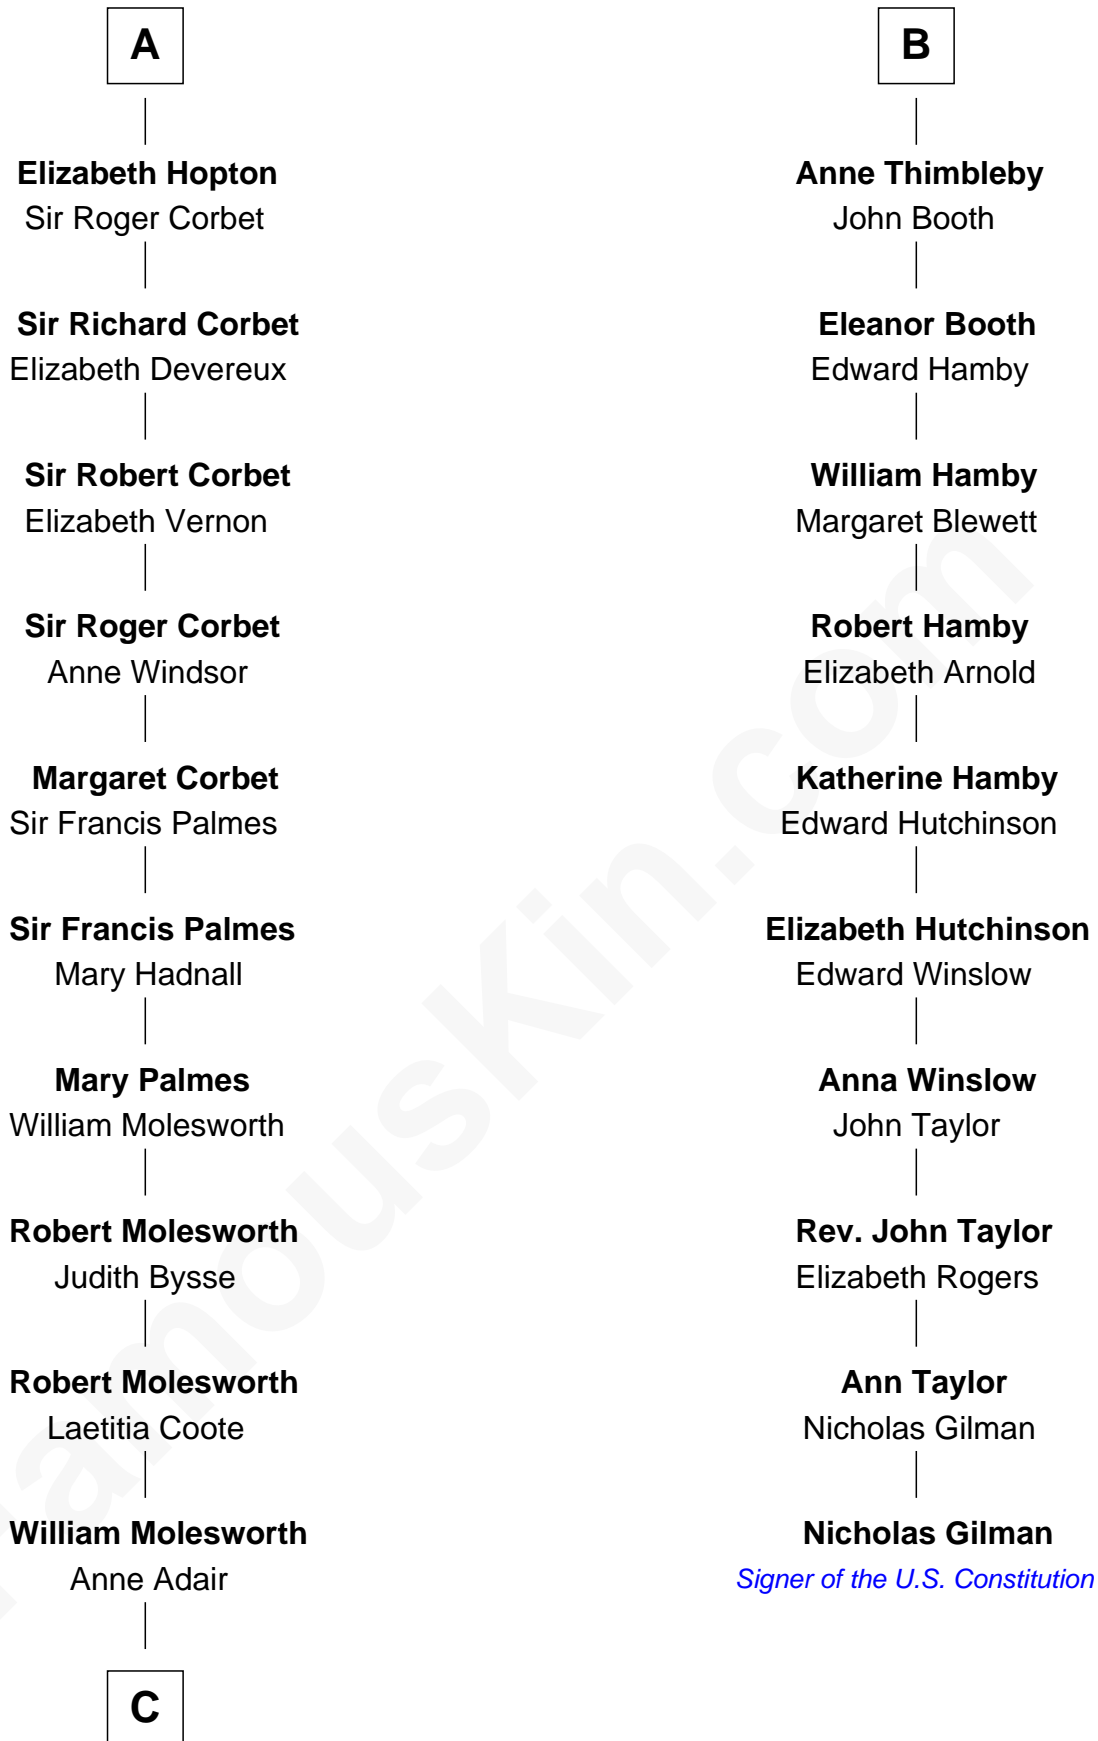 A
Elizabeth Hopton
Sir Roger Corbet
Sir Richard Corbet
Elizabeth Devereux
Sir Robert Corbet
Elizabeth Vernon
Sir Roger Corbet
Anne Windsor
Margaret Corbet
Sir Francis Palmes
Sir Francis Palmes
Mary Hadnall
Mary Palmes
William Molesworth
Robert Molesworth
Judith Bysse
Robert Molesworth
Laetitia Coote
William Molesworth
Anne Adair
C
B
Anne Thimbleby
John Booth
Eleanor Booth
Edward Hamby
William Hamby
Margaret Blewett
Robert Hamby
Elizabeth Arnold
Katherine Hamby
Edward Hutchinson
Elizabeth Hutchinson
Edward Winslow
Anna Winslow
John Taylor
Rev. John Taylor
Elizabeth Rogers
Ann Taylor
Nicholas Gilman
Nicholas Gilman
Signer of the U.S. Constitution
FamousKin.com